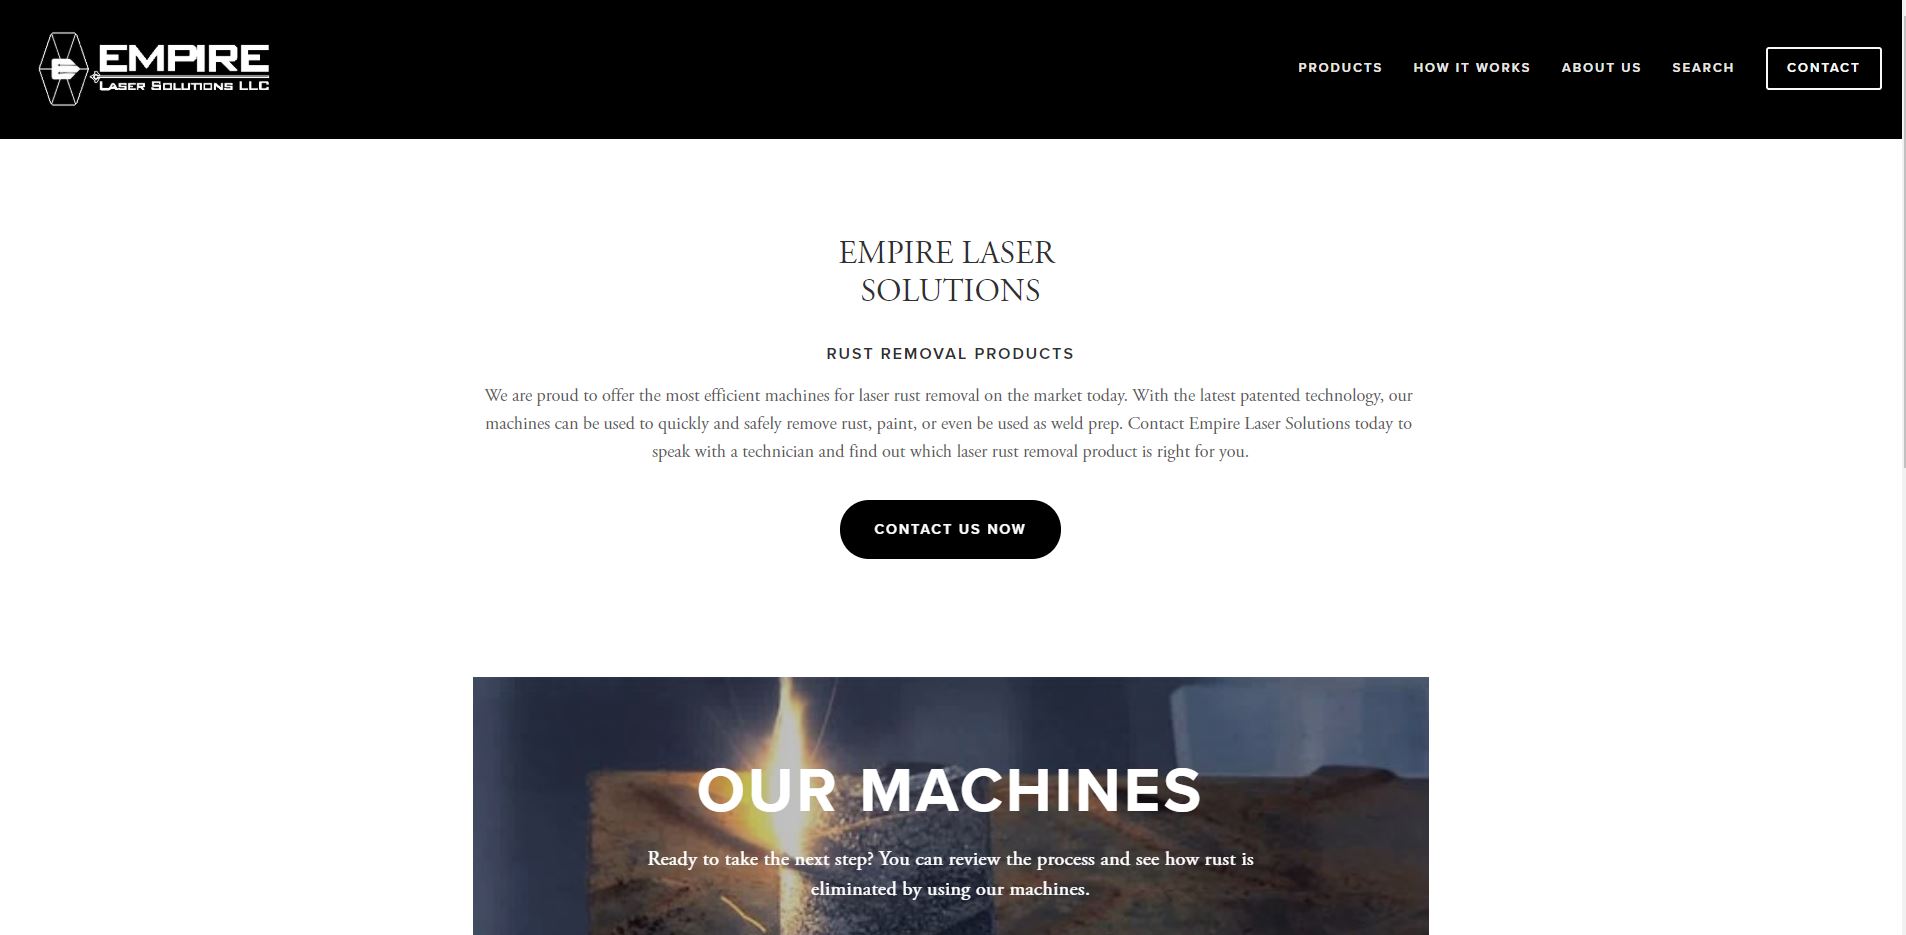 EMPIRE
LASER SOLUTIONS LLC
PRODUCTS
HOW IT WORKS
ABOUT US
SEARCH
CONTACT
EMPIRE LASER
SOLUTIONS
RUST REMOVAL PRODUCTS
We are proud to offer the most efficient machines for laser rust removal on the market today. With the latest patented technology, our
machines can be used to quickly and safely remove rust, paint, or even be used as weld prep. Contact Empire Laser Solutions today to
speak with a technician and find out which laser rust removal product is right for you.
CONTACT US NOW
OUR MACHINES
Ready to take the next step? You can review the process and see how rust is
eliminated by using our machines.